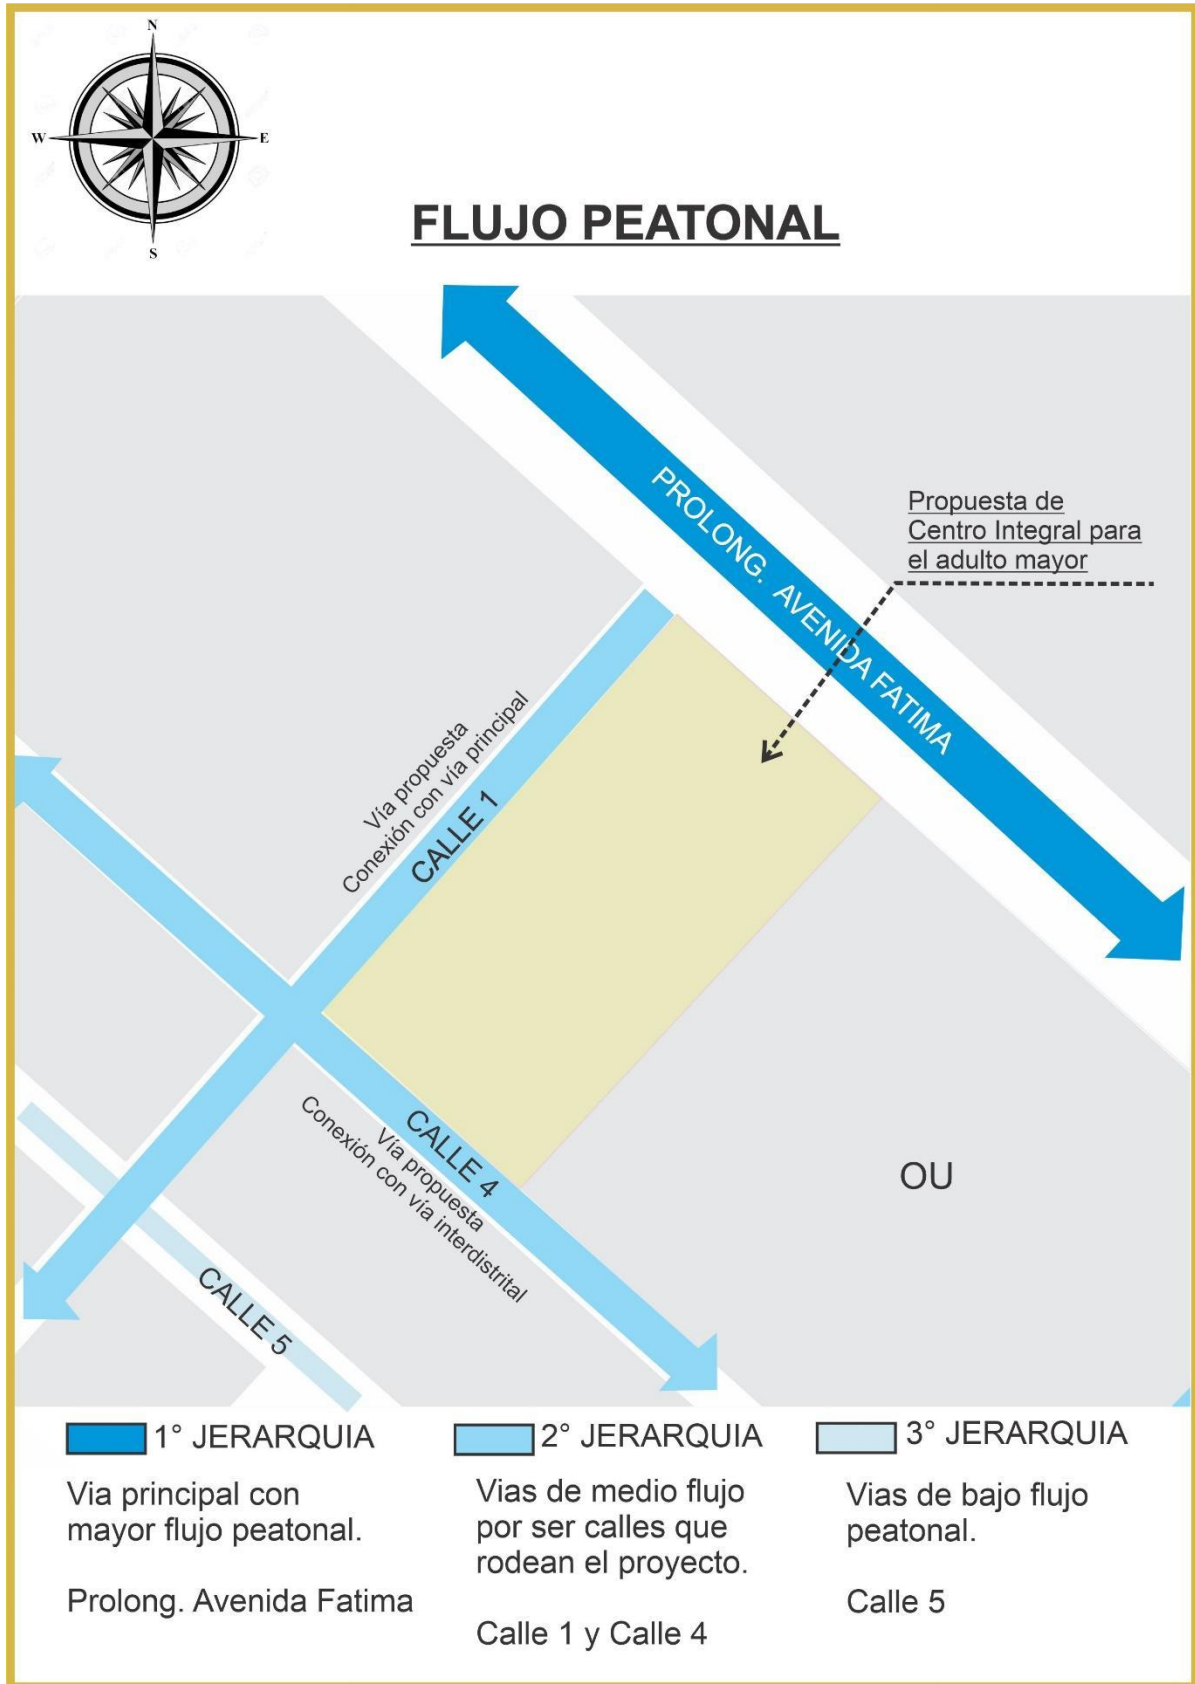 N
W
E
S
FLUJO PEATONAL
PROLONG. AVENIDA FATIMA
Propuesta de
Centro Integral para
el adulto mayor
Vía propuesta
Conexión con vía principal
CALLE 1
CALLE 4
Vía propuesta
Conexión con vía interdistrital
OU
CALLE 5
1° JERARQUIA
Via principal con
mayor flujo peatonal.
Prolong. Avenida Fatima
2° JERARQUIA
Vias de medio flujo
por ser calles que
rodean el proyecto.
Calle 1 y Calle 4
3° JERARQUIA
Vias de bajo flujo
peatonal.
Calle 5